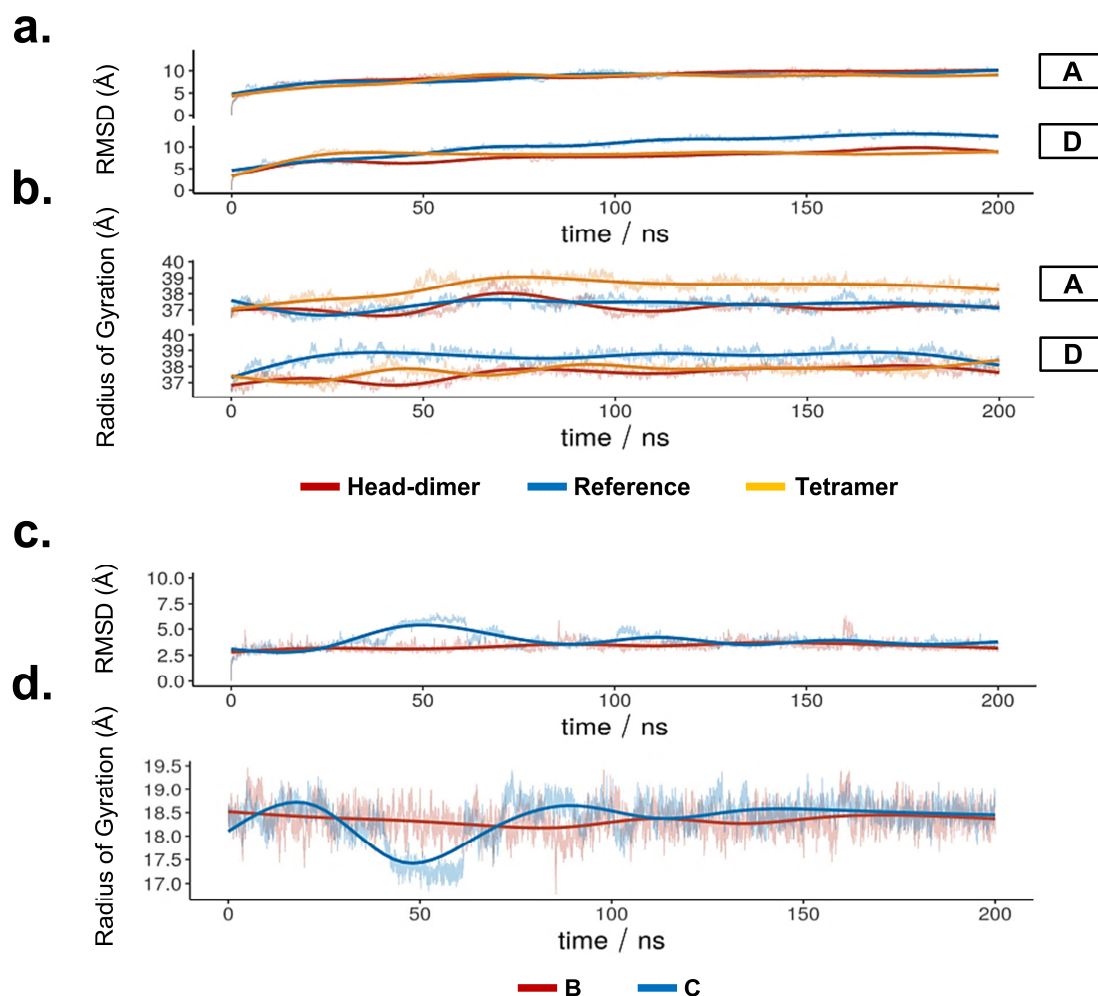 a.
RMSD (Å)
10
5
0
A
10
5
0
D
0 50 100 150 200
time / ns
b.
Radius of Gyration (Å)
40
39
38
37
A
40
39
38
37
D
0 50 100 150 200
time / ns
Head-dimer Reference Tetramer
c.
RMSD (Å)
10.0
7.5
5.0
2.5
0.0
0 50 100 150 200
time / ns
d.
Radius of Gyration (Å)
19.5
19.0
18.5
18.0
17.5
17.0
0 50 100 150 200
time / ns
B C